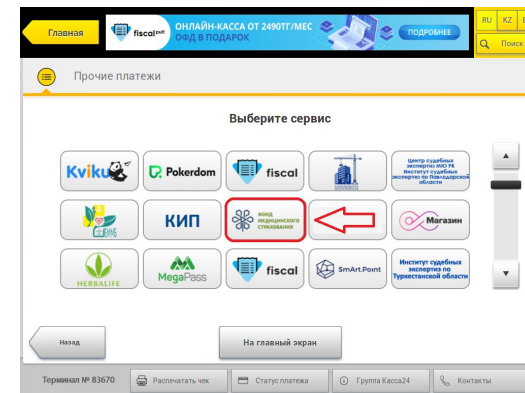 Главная
fiscal
ОНЛАЙН-КАССА ОТ 2490ТГ/МЕС
ОФД В ПОДАРОК
ПОДРОБНЕЕ
RU KZ
Поиск
Прочие платежи
Выберите сервис
Kviku
Pokerdom
fiscal
Центр судебных
экспертиз МЮ РК
Институт судебных
экспертиз по Павлодарской
области
КИП
ФОНД
МЕДИЦИНСКОГО
СТРАХОВАНИЯ
Магазин
HERBALIFE
MegaPass
fiscal
SmArt.Point
Институт судебных
экспертиз по
Туркестанской области
Назад
На главный экран
Терминал № 83670
Распечатать чек
Статус платежа
Группа Касса24
Контакты